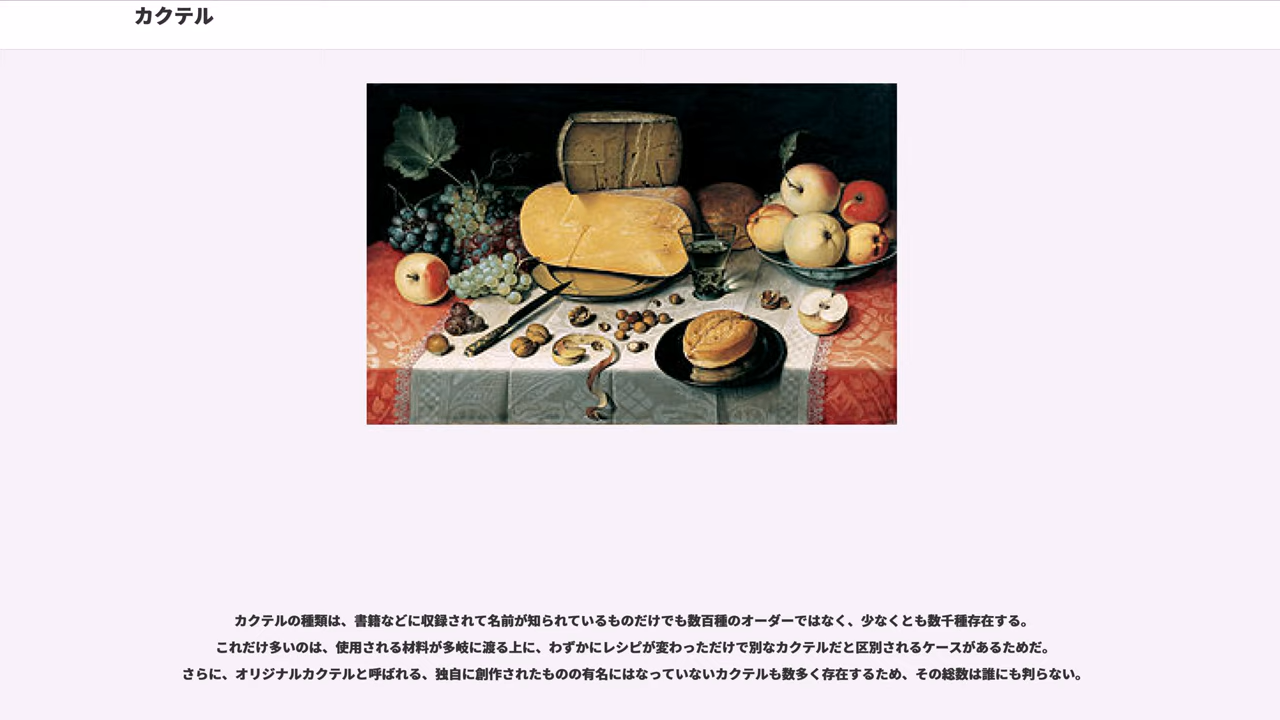 カクテル
カクテルの種類は、書籍などに収録されて名前が知られているものだけでも数百種のオーダーではなく、少なくとも数千種存在する。
これだけ多いのは、使用される材料が多岐に渡る上に、わずかにレシピが変わっただけで別なカクテルだと区別されるケースがあるためだ。
さらに、オリジナルカクテルと呼ばれる、独自に創作されたものの有名にはなっていないカクテルも数多く存在するため、その総数は誰にも判らない。